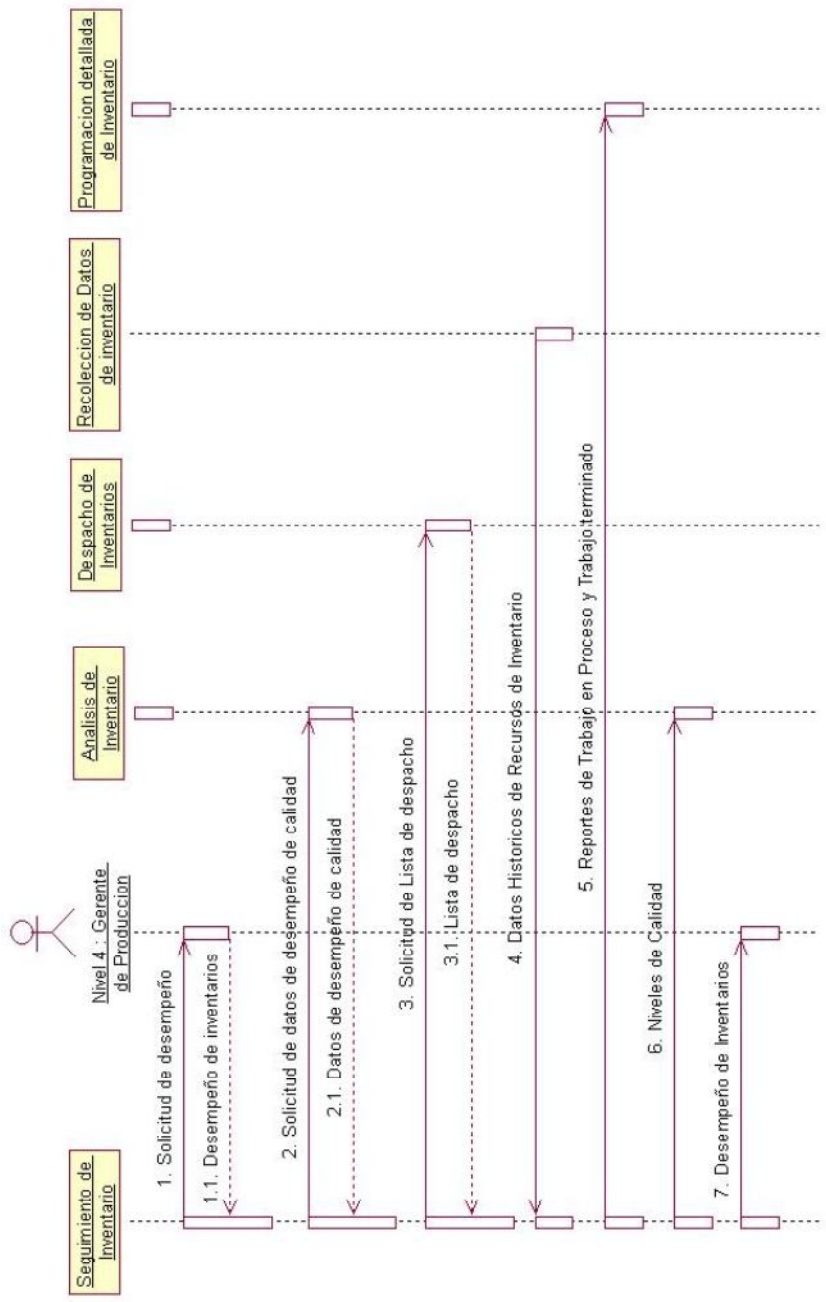 Seguimiento de
Inventario
Nivel 4 : Gerente
de Produccion
Analisis de
Inventario
Despacho de
Inventarios
Recoleccion de Datos
de inventario
Programacion detallada
de Inventario
1. Solicitud de desempeño
1.1. Desempeño de inventarios
2. Solicitud de datos de desempeño de calidad
2.1. Datos de desempeño de calidad
3. Solicitud de Lista de despacho
3.1. Lista de despacho
4. Datos Historicos de Recursos de Inventario
5. Reportes de Trabajo en Proceso y Trabajo terminado
6. Niveles de Calidad
7. Desempeño de Inventarios